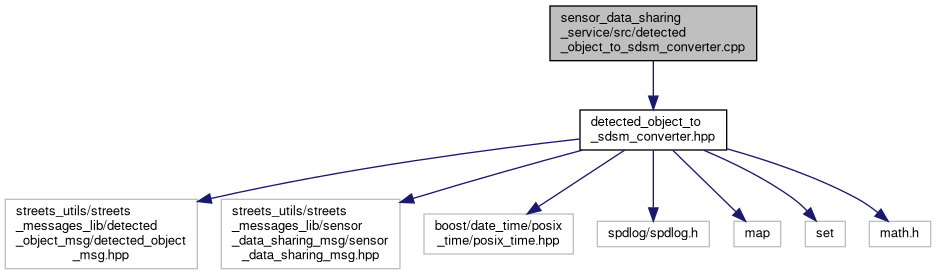 sensor_data_sharing
_service/src/detected
_object_to_sdsm_converter.cpp
detected_object_to
_sdsm_converter.hpp
streets_utils/streets
_messages_lib/detected
_object_msg/detected_object
_msg.hpp
streets_utils/streets
_messages_lib/sensor
_data_sharing_msg/sensor
_data_sharing_msg.hpp
boost/date_time/posix
_time/posix_time.hpp
spdlog/spdlog.h
map
set
math.h